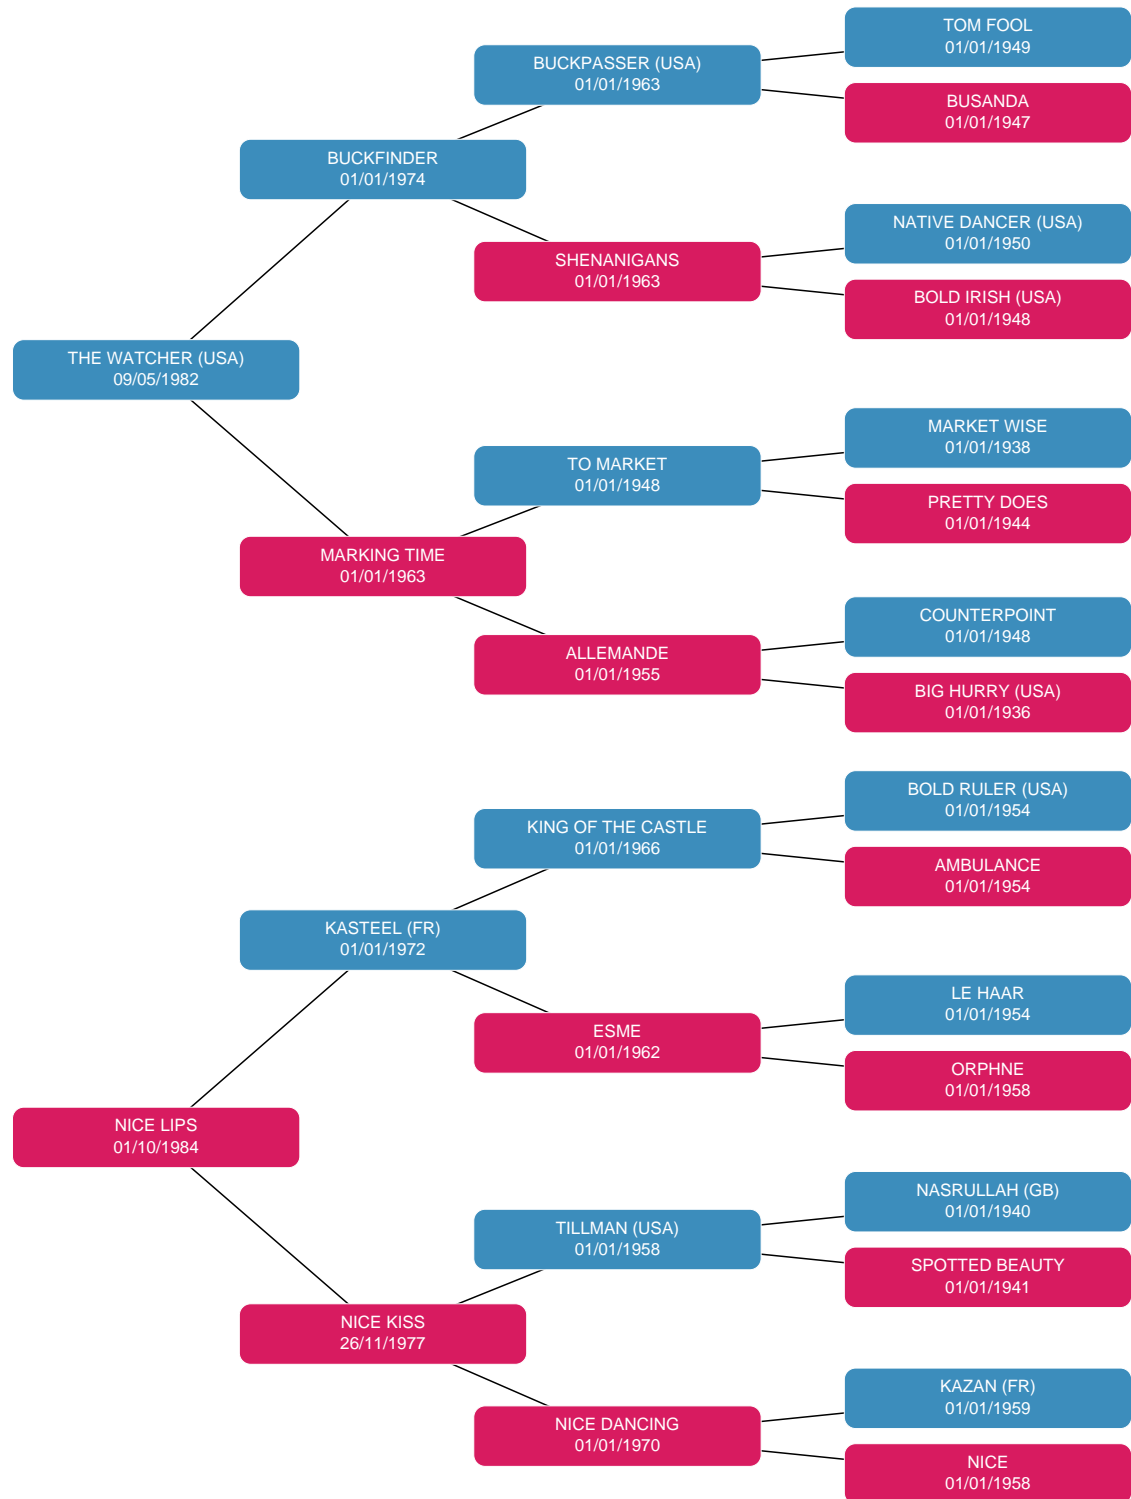 TOM FOOL
01/01/1949
BUCKPASSER (USA)
01/01/1963
BUSANDA
01/01/1947
BUCKFINDER
01/01/1974
NATIVE DANCER (USA)
01/01/1950
SHENANIGANS
01/01/1963
BOLD IRISH (USA)
01/01/1948
THE WATCHER (USA)
09/05/1982
MARKET WISE
01/01/1938
TO MARKET
01/01/1948
PRETTY DOES
01/01/1944
MARKING TIME
01/01/1963
COUNTERPOINT
01/01/1948
ALLEMANDE
01/01/1955
BIG HURRY (USA)
01/01/1936
BOLD RULER (USA)
01/01/1954
KING OF THE CASTLE
01/01/1966
AMBULANCE
01/01/1954
KASTEEL (FR)
01/01/1972
LE HAAR
01/01/1954
ESME
01/01/1962
ORPHNE
01/01/1958
NICE LIPS
01/10/1984
NASRULLAH (GB)
01/01/1940
TILLMAN (USA)
01/01/1958
SPOTTED BEAUTY
01/01/1941
NICE KISS
26/11/1977
KAZAN (FR)
01/01/1959
NICE DANCING
01/01/1970
NICE
01/01/1958